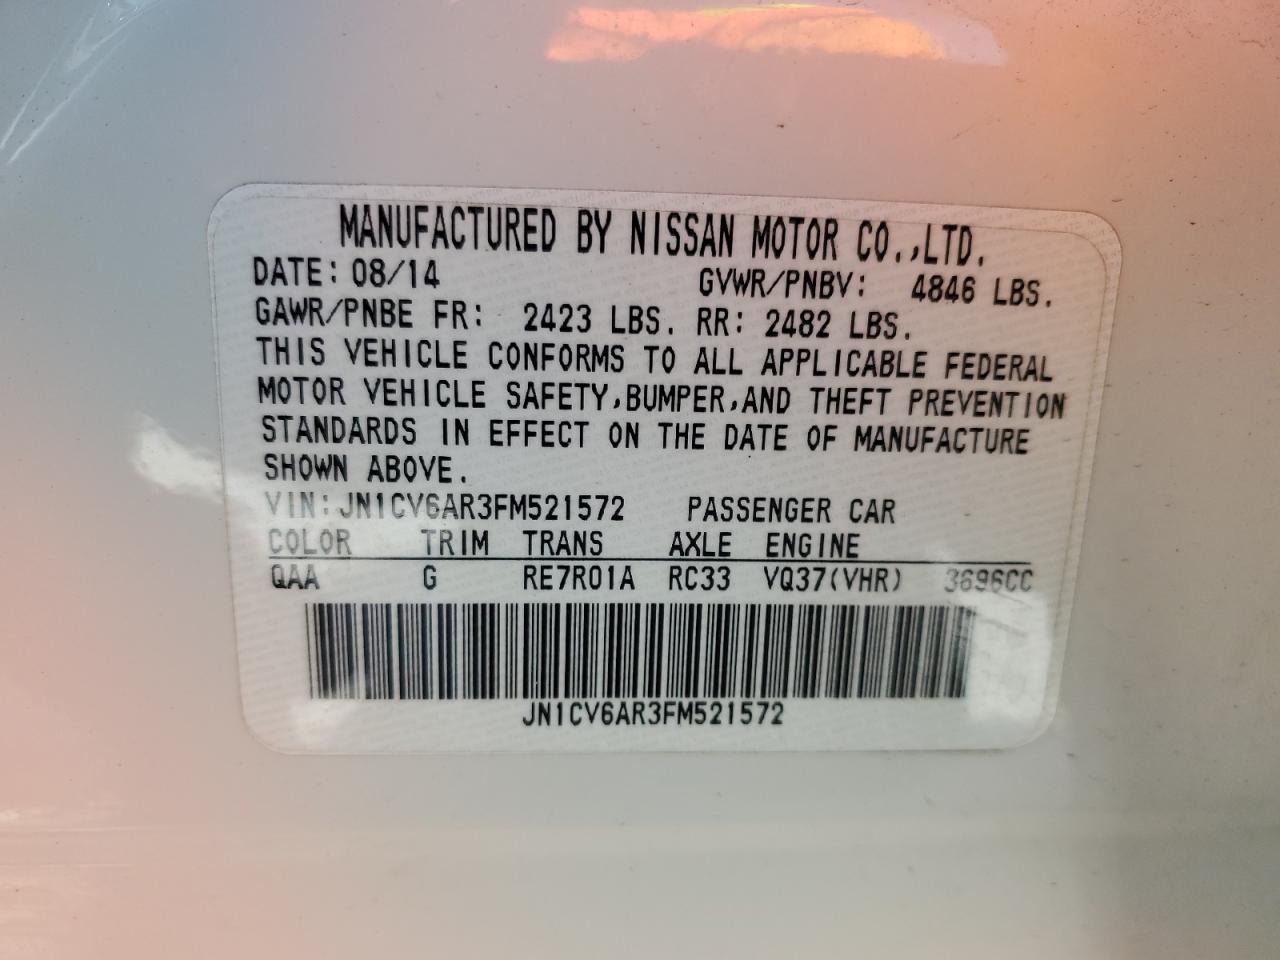 MANUFACTURED BY NISSAN MOTOR CO.,LTD.
DATE: 08/14 GVWR/PNBV: 4846 LBS.
GAWR/PNBE FR: 2423 LBS. RR: 2482 LBS.
THIS VEHICLE CONFORMS TO ALL APPLICABLE FEDERAL
MOTOR VEHICLE SAFETY,BUMPER,AND THEFT PREVENTION
STANDARDS IN EFFECT ON THE DATE OF MANUFACTURE
SHOWN ABOVE.
VIN:JN1CV6AR3FM521572 PASSENGER CAR
COLOR TRIM TRANS AXLE ENGINE
QAA G RE7R01A RC33 VQ37(VHR) 3696CC
JN1CV6AR3FM521572